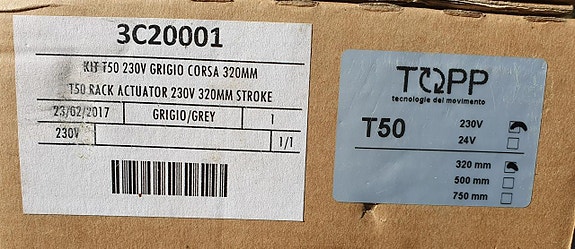 3C20001
KIT T50 230V GRIGIO CORSA 320MM
T50 RACK ACTUATOR 230V 320MM STROKE
23/02/2017 GRIGIO/GREY 1
230V 1/1
TOPP
tecnologie del movimento
T50
230V
24V
320 mm
500 mm
750 mm